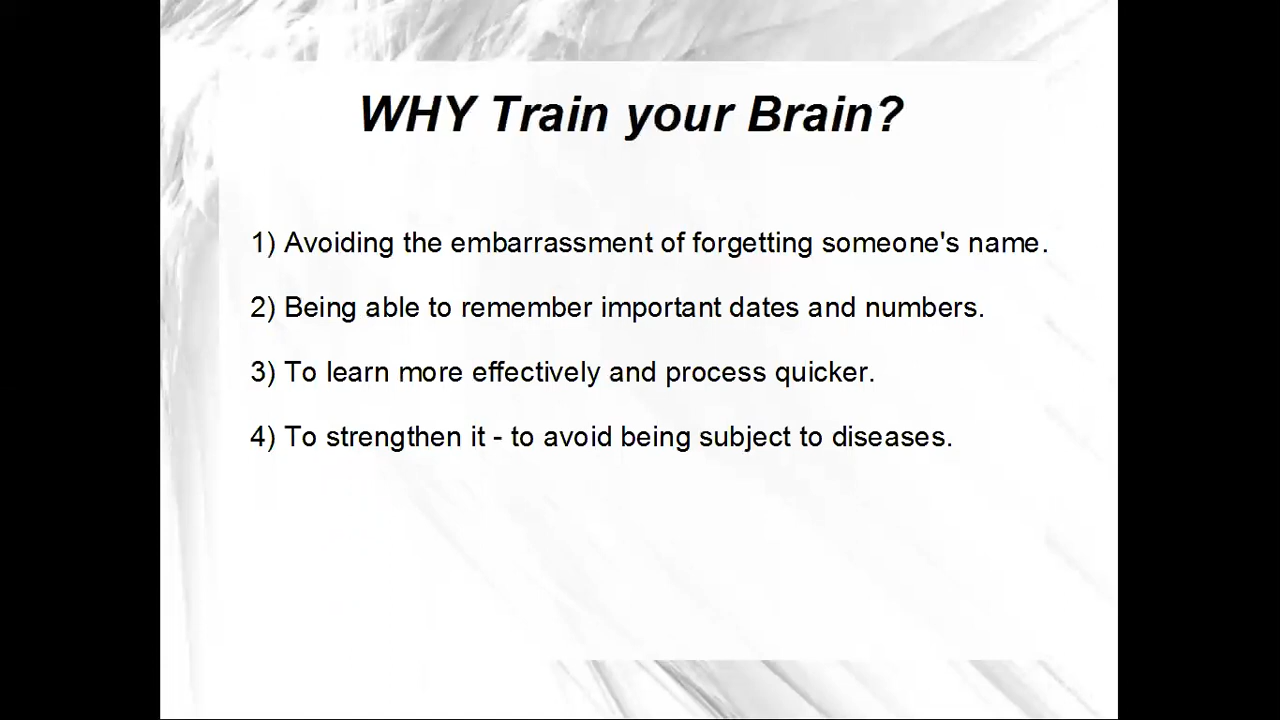 WHY Train your Brain?
1) Avoiding the embarrassment of forgetting someone's name.
2) Being able to remember important dates and numbers.
3) To learn more effectively and process quicker.
4) To strengthen it - to avoid being subject to diseases.